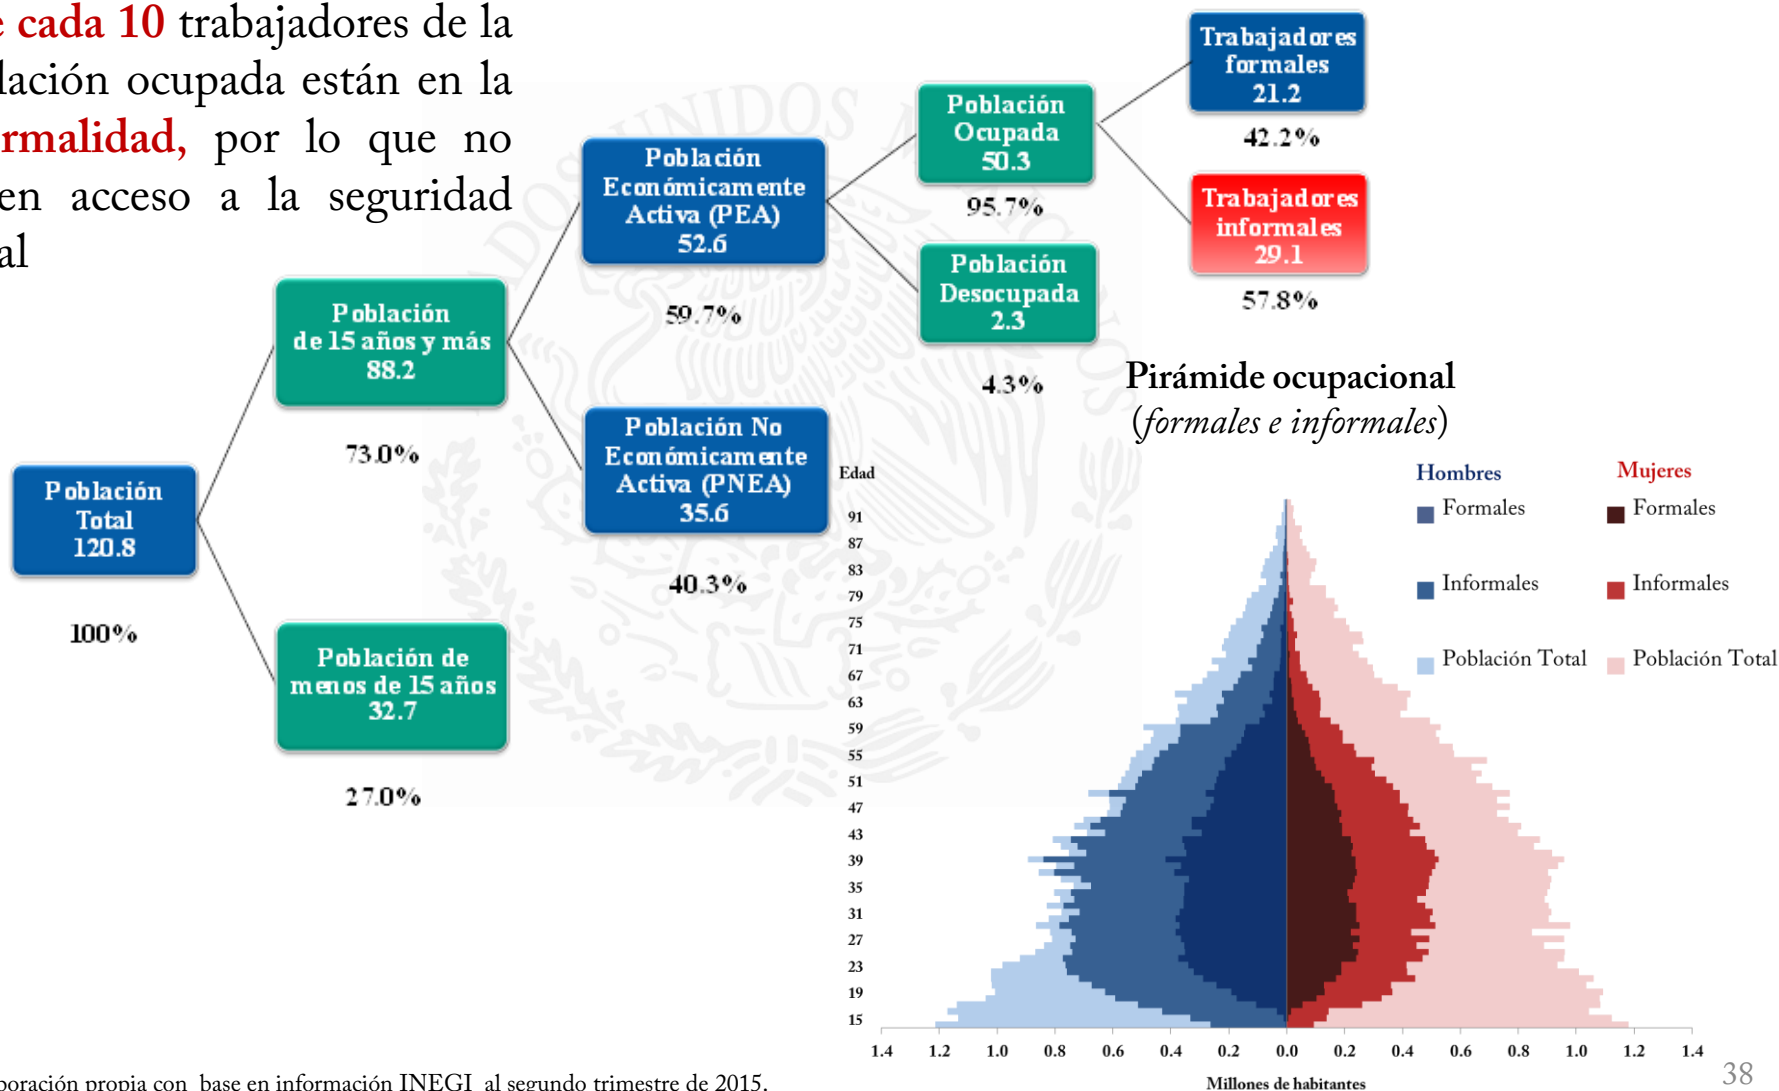 cada 10 trabajadores de la
ocupada están en la
por lo que no
acceso a la seguridad
Población
Total
120.8
100%
Población
de 15 años y más
88.2
73.0%
Población de
menos de 15 años
32.7
27.0%
Población
Económicamente
Activa (PEA)
52.6
59.7%
Población No
Económicamente
Activa (PNEA)
35.6
40.3%
Población
Ocupada
50.3
95.7%
Población
Desocupada
2.3
4.3%
Trabajadores
formales
21.2
42.2%
Trabajadores
informales
29.1
57.8%
Pirámide ocupacional
(formales e informales)
Hombres
Formales
Informales
Población Total
Mujeres
Formales
Informales
Población Total
Edad
91
87
83
79
75
71
67
63
59
55
51
47
43
39
35
31
27
23
19
15
1.4 1.2 1.0 0.8 0.6 0.4 0.2 0.0 0.2 0.4 0.6 0.8 1.0 1.2 1.4
Millones de habitantes
propia con base en información INEGI al segundo trimestre de 2015.
38